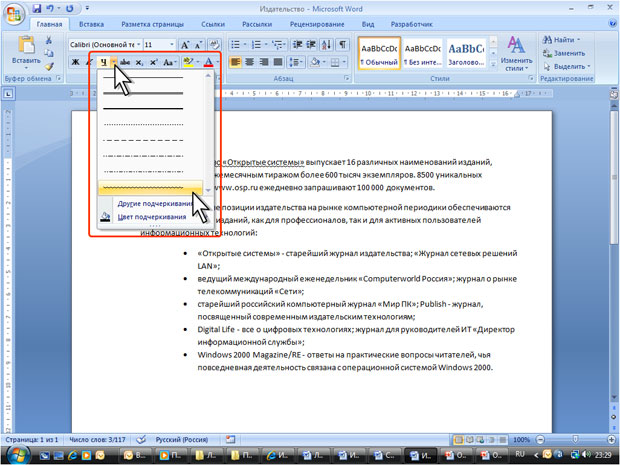 Издательство - Microsoft Word
Главная Вставка Разметка страницы Ссылки Рассылки Рецензирование Вид Разработчик
Вставить
Буфер обмена
Calibri (Основной те 11
Ж К Ч abc x₂ x² Aa
Абзац
AaBbCcDc AaBbCcDc AaBbCc
¶ Обычный ¶ Без инте... Заголово...
Стили
Изменить стили
Найти
Заменить
Выделить
Редактирование
Другие подчеркивания
Цвет подчеркивания
«Открытые системы» выпускает 16 различных наименований изданий,
жемесячным тиражом более 600 тысяч экземпляров. 8500 уникальных
www.osp.ru ежедневно запрашивают 100 000 документов.
позиции издательства на рынке компьютерной периодики обеспечиваются
изданий, как для профессионалов, так и для активных пользователей
информационных технологий:
• «Открытые системы» - старейший журнал издательства; «Журнал сетевых решений
LAN»;
• ведущий международный еженедельник «Computerworld Россия»; журнал о рынке
телекоммуникаций «Сети»;
• старейший российский компьютерный журнал «Мир ПК»; Publish - журнал,
посвященный современным издательским технологиям;
• Digital Life - все о цифровых технологиях; журнал для руководителей ИТ «Директор
информационной службы»;
• Windows 2000 Magazine/RE - ответы на практические вопросы читателей, чья
повседневная деятельность связана с операционной системой Windows 2000.
Страница: 1 из 1 Число слов: 3/117 Русский (Россия) 100%
RU 23:29